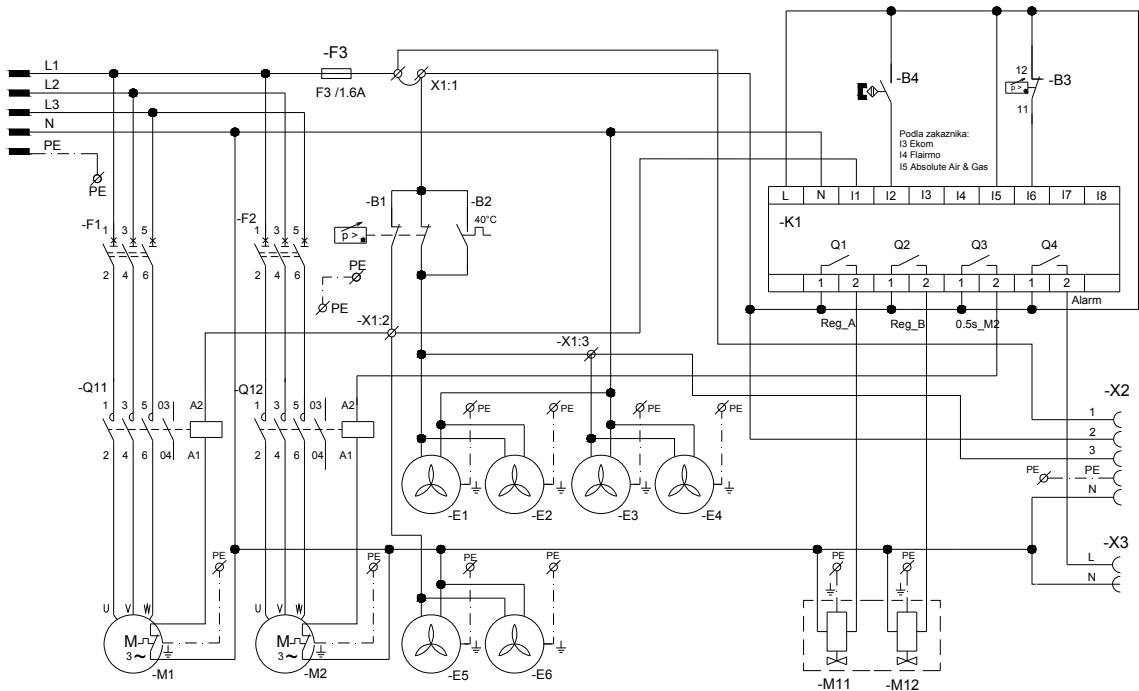 L1
L2
L3
N
PE
PE
-F3
F3 /1.6A
X1:1
-F1
1 3 5
2 4 6
-F2
1 3 5
2 4 6
-B1
-B2
p >
40°C
PE
PE
-X1:2
-X1:3
-Q11
1 3 5 03 A2
2 4 6 04 A1
-Q12
1 3 5 03 A2
2 4 6 04 A1
-B4
12
-B3
p >
11
Podla zakaznika:
I3 Ekom
I4 Flairmo
I5 Absolute Air & Gas
L N I1 I2 I3 I4 I5 I6 I7 I8
-K1
Q1 Q2 Q3 Q4
1 2 1 2 1 2 1 2
Alarm
Reg_A
Reg_B
0.5s_M2
-X2
1
2
3
PE
PE
N
-X3
L
N
PE
PE
PE
PE
-E1
-E2
-E3
-E4
PE
PE
PE
PE
PE
PE
U V W
M
3 ~
-M1
U V W
M
3 ~
-M2
-E5
-E6
-M11
-M12